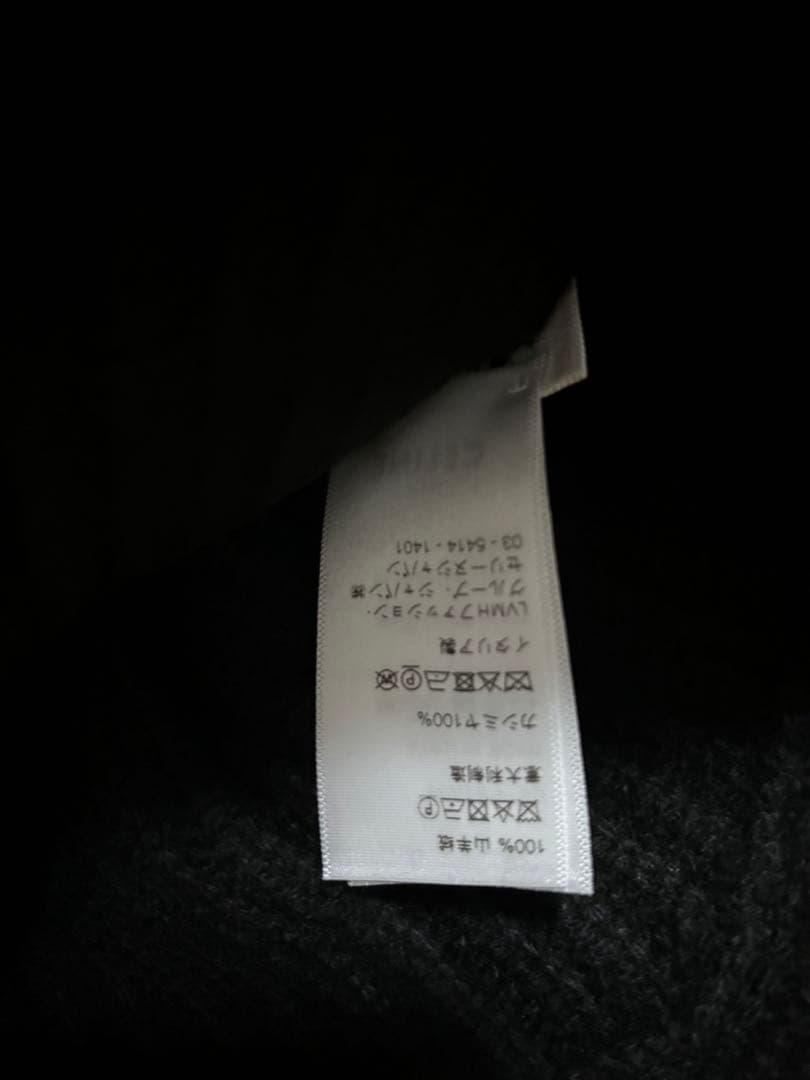 100% 山羊绒
意大利制造
カシミヤ100%
イタリア製
LVMHファッション・
グループ・ジャパン㈱
セリーヌジャパン
03-5414-1401